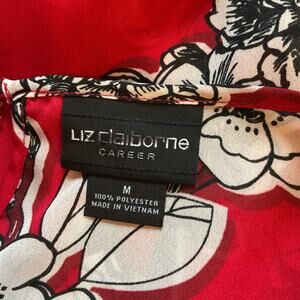 Liz claiborne
CAREER
M
100% POLYESTER
MADE IN VIETNAM